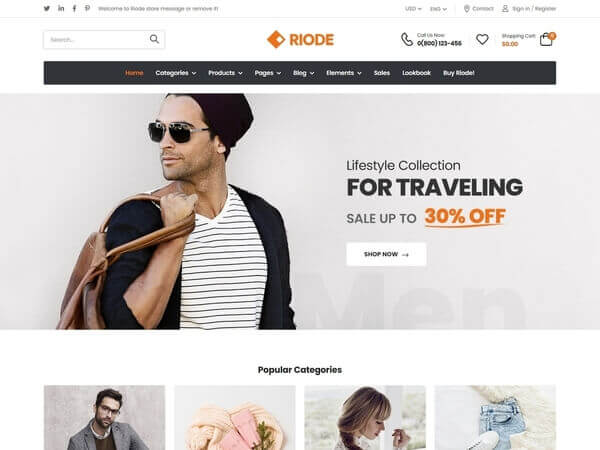 Welcome to Riode store message or remove it!
USD
ENG
Contact
Sign in / Register
Search...
RIODE
Call Us Now:
0(800) 123-456
Shopping Cart:
$0.00
0
Home Categories Products Pages Blog Elements Sales Lookbook Buy Riode!
Lifestyle Collection
FOR TRAVELING
SALE UP TO 30% OFF
SHOP NOW
Men
Popular Categories